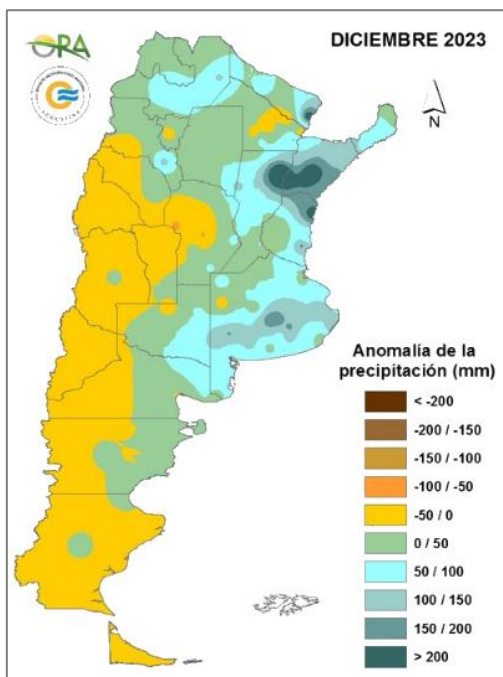 ORA
DICIEMBRE 2023
N
Anomalía de la
precipitación (mm)
< -200
-200 / -150
-150 / -100
-100 / -50
-50 / 0
0 / 50
50 / 100
100 / 150
150 / 200
> 200